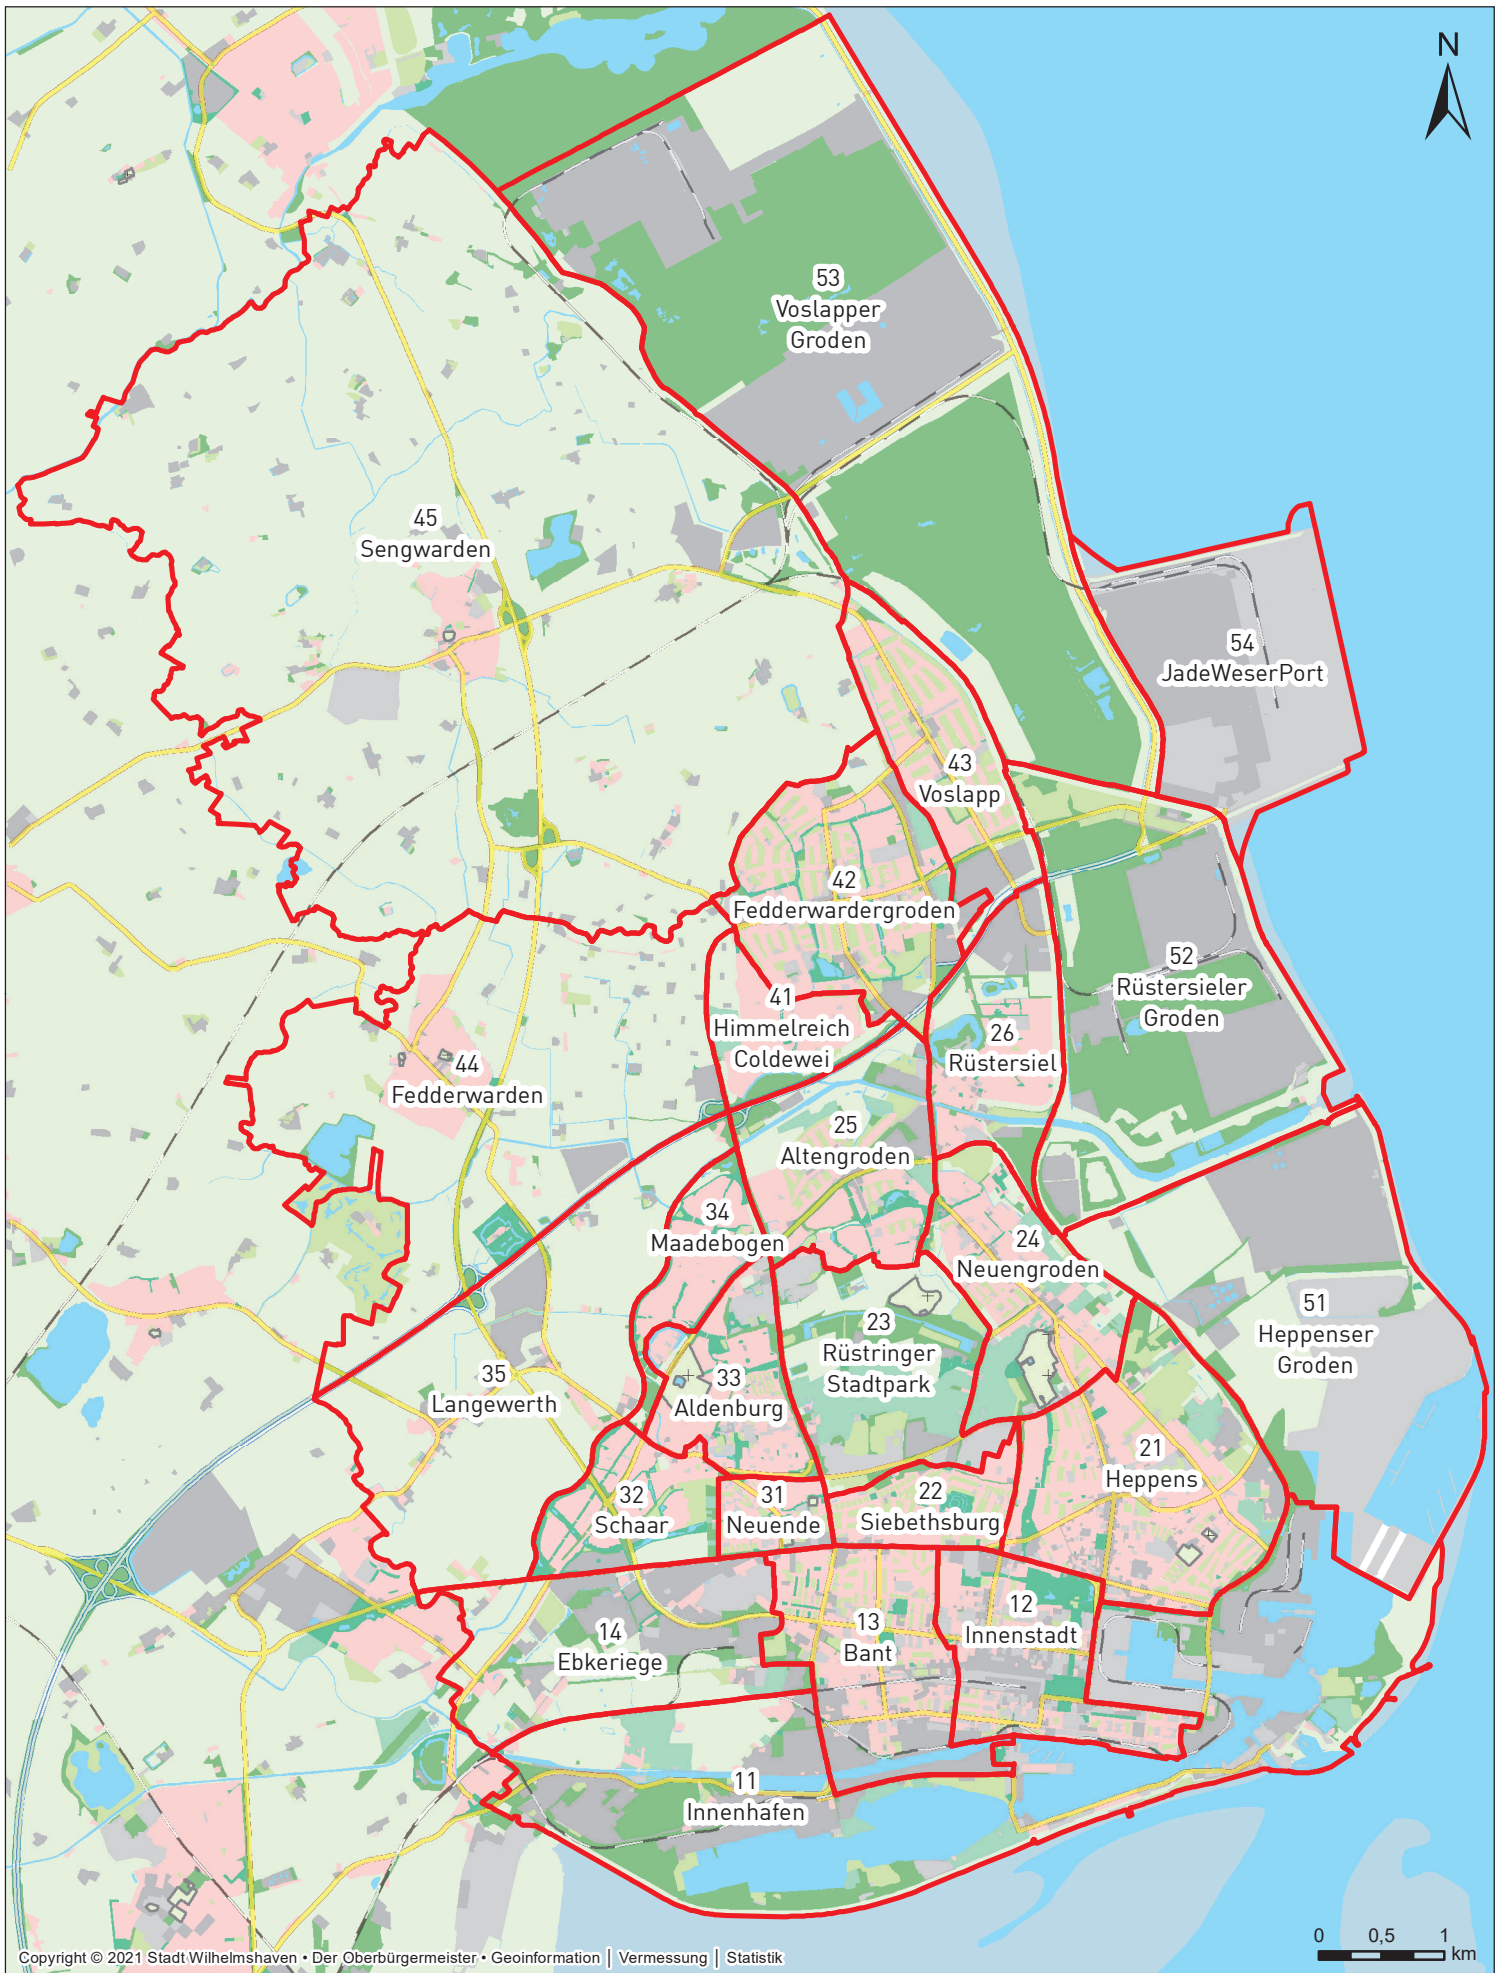 N
53
Voslapper
Groden
45
Sengwarden
54
JadeWeserPort
43
Voslapp
42
Fedderwardergroden
52
Rüstersieler
Groden
41
Himmelreich
Coldewei
26
Rüstersiel
44
Fedderwarden
25
Altengroden
34
Maadebogen
24
Neuengroden
51
Heppenser
Groden
23
Rüstringer
Stadtpark
35
Langewerth
33
Aldenburg
21
Heppens
32
Schaar
31
Neuende
22
Siebethsburg
12
Innenstadt
13
Bant
14
Ebkeriege
11
Innenhafen
0 0,5 1
km
Copyright © 2021 Stadt Wilhelmshaven • Der Oberbürgermeister • Geoinformation | Vermessung | Statistik